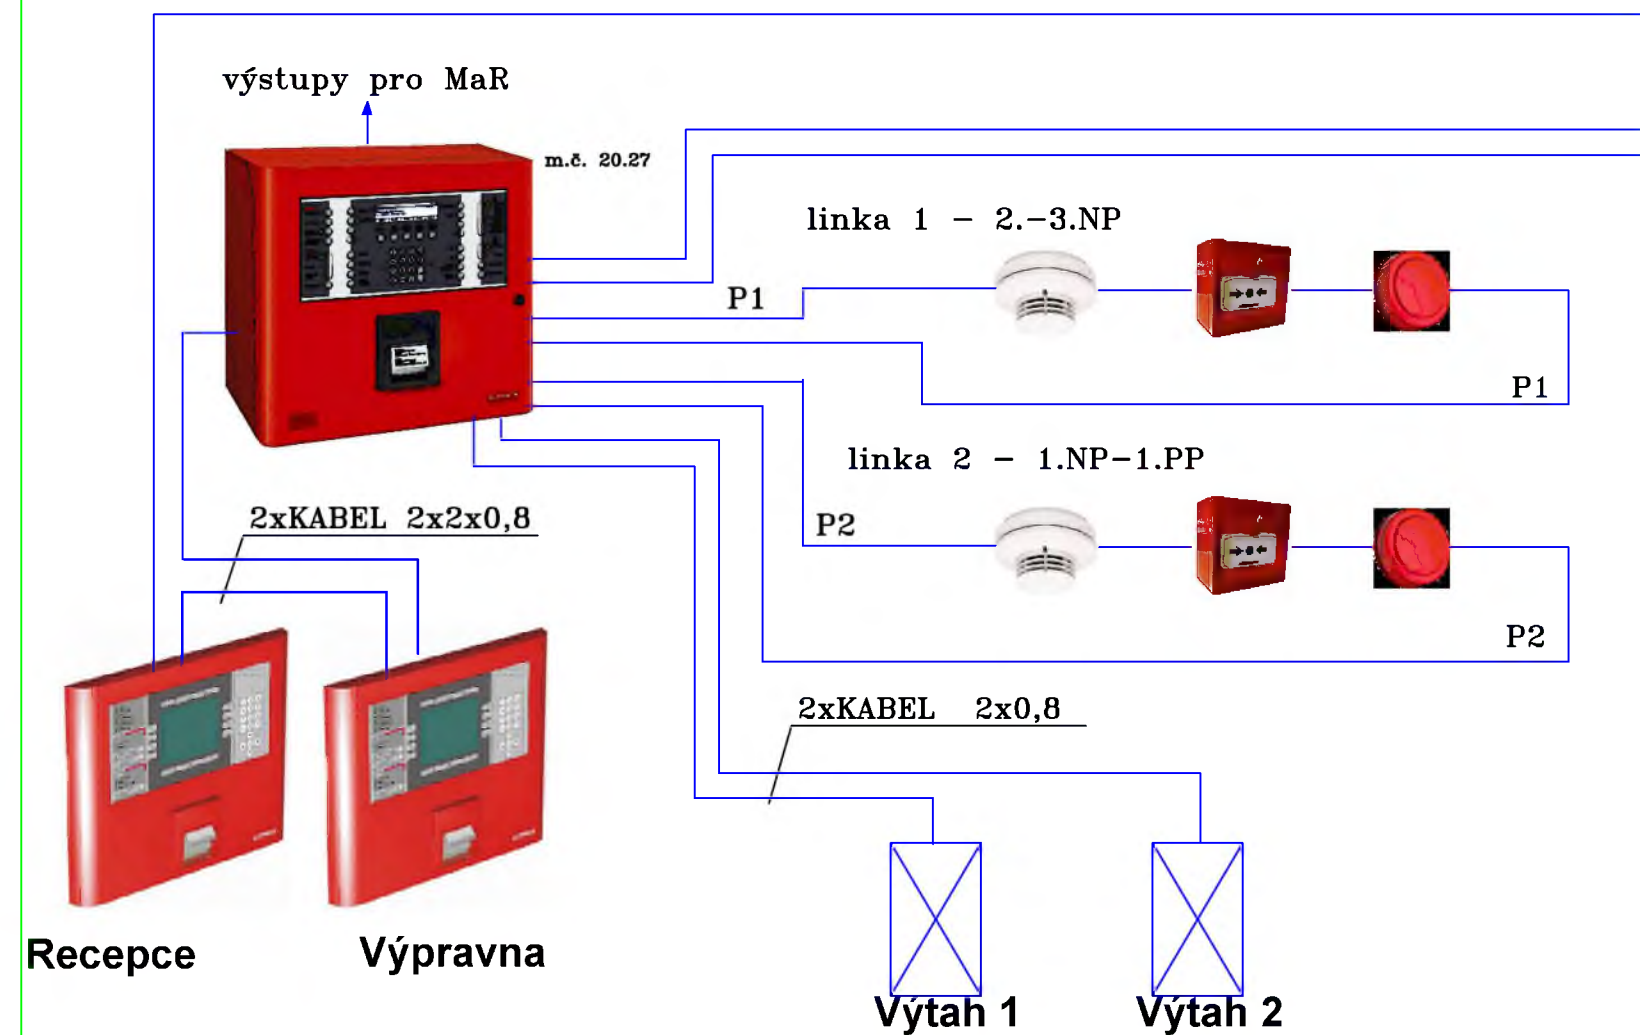 výstupy pro MaR
m.č. 20.27
linka 1 - 2.-3.NP
P1
P1
linka 2 - 1.NP-1.PP
P2
P2
2xKABEL 2x2x0,8
2xKABEL 2x0,8
Recepce
Výpravna
Výtah 1
Výtah 2